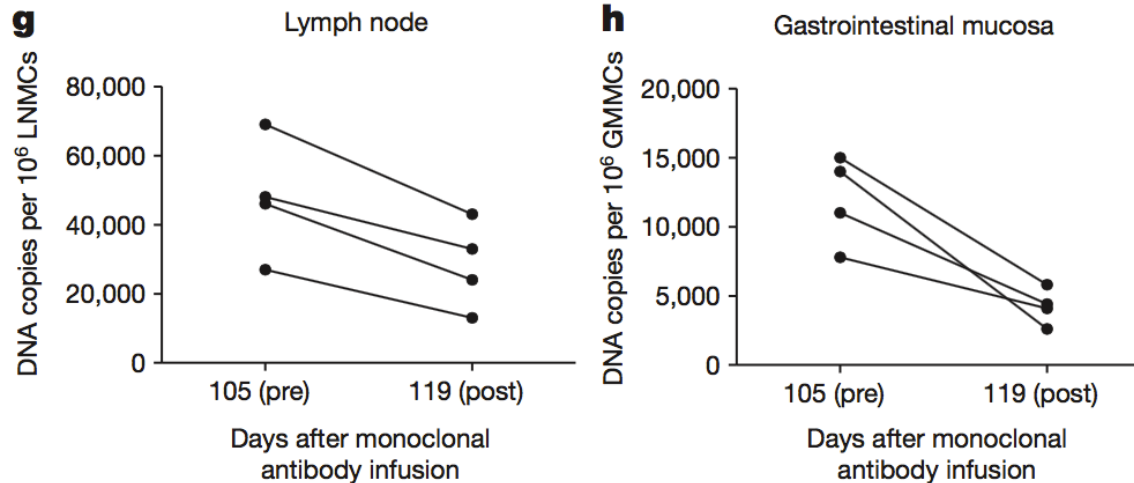 g
Lymph node
DNA copies per 10⁶ LNMCs
80,000
60,000
40,000
20,000
0
105 (pre)
119 (post)
Days after monoclonal
antibody infusion
h
Gastrointestinal mucosa
DNA copies per 10⁶ GMMCs
20,000
15,000
10,000
5,000
0
105 (pre)
119 (post)
Days after monoclonal
antibody infusion